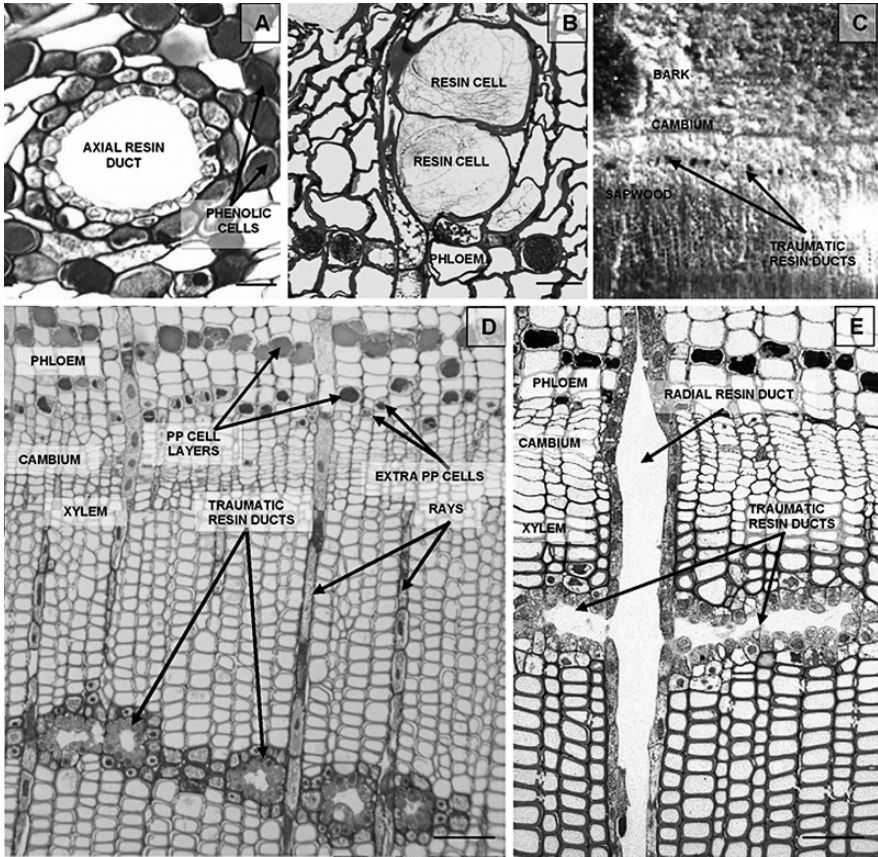 A
AXIAL RESIN
DUCT
PHENOLIC
CELLS
B
RESIN CELL
RESIN CELL
PHLOEM
C
BARK
CAMBIUM
SAPWOOD
TRAUMATIC
RESIN DUCTS
D
PHLOEM
PP CELL
LAYERS
CAMBIUM
EXTRA PP CELLS
XYLEM
TRAUMATIC
RESIN DUCTS
RAYS
E
PHLOEM
RADIAL RESIN DUCT
CAMBIUM
XYLEM
TRAUMATIC
RESIN DUCTS